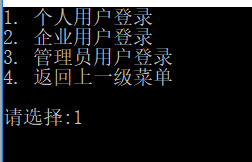 1. 个人用户登录
2. 企业用户登录
3. 管理员用户登录
4. 返回上一级菜单
请选择:1